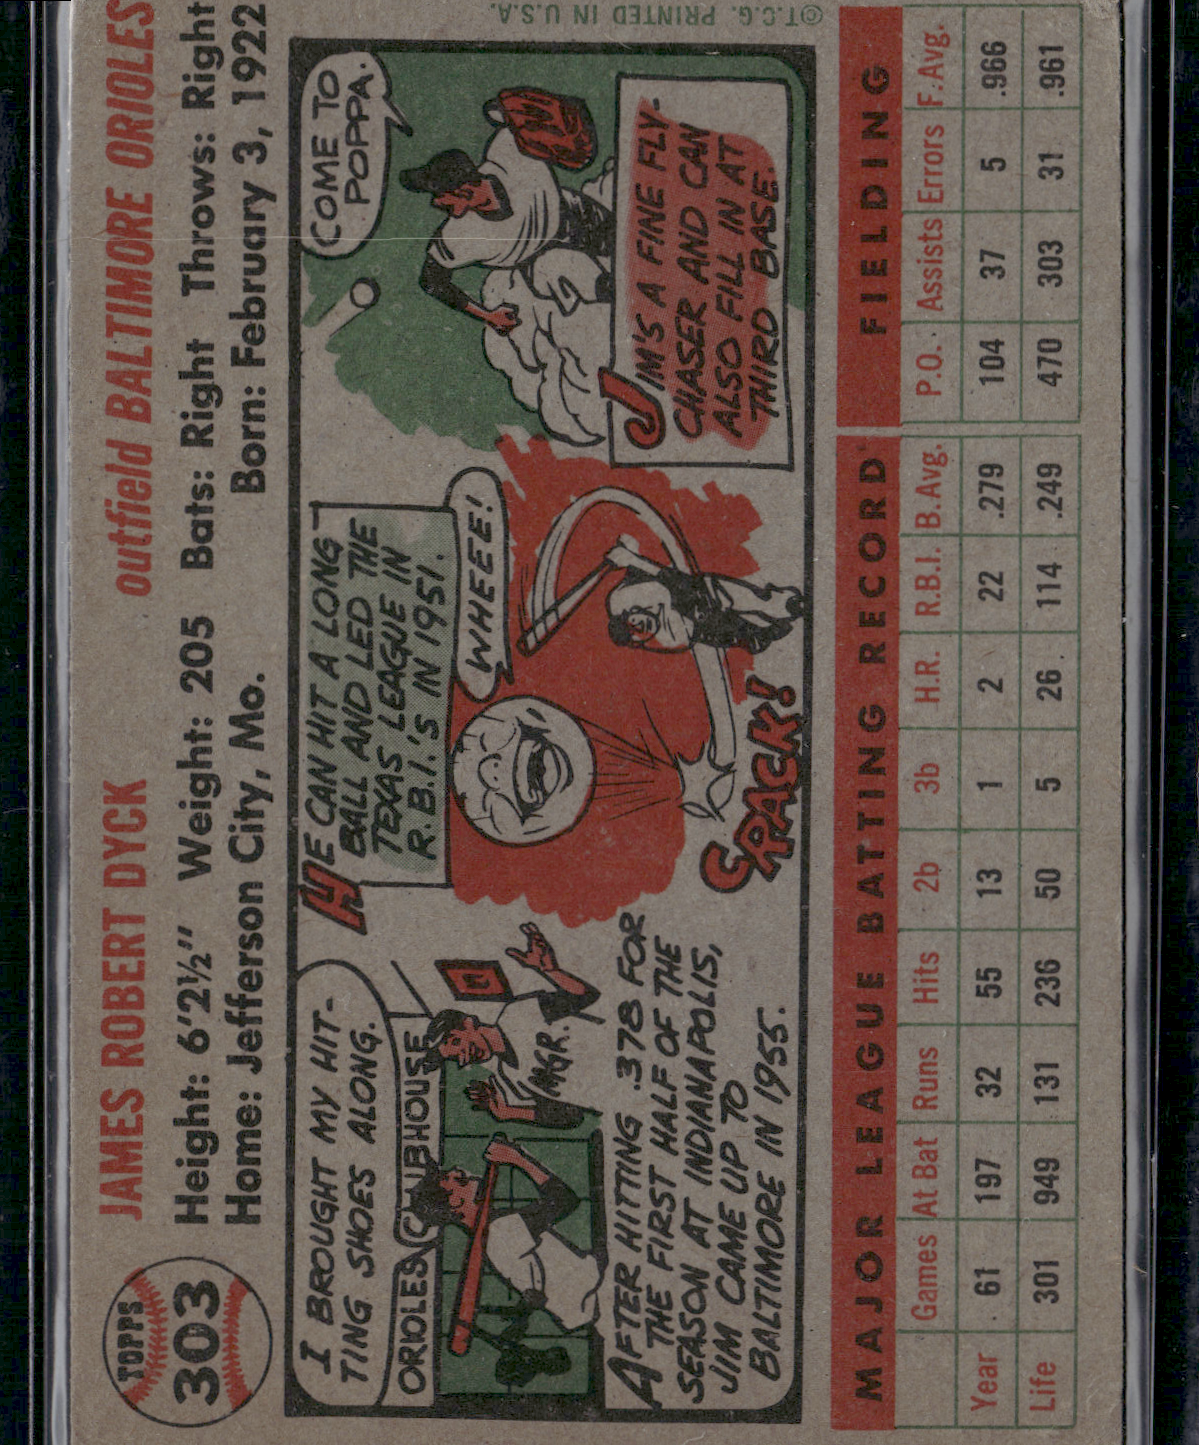 TOPPS
303
JAMES ROBERT DYCK outfield BALTIMORE ORIOLES
Height: 6'2½" Weight: 205 Bats: Right Throws: Right
Home: Jefferson City, Mo. Born: February 3, 1922
I BROUGHT MY HIT-
TING SHOES ALONG.
ORIOLES CLUBHOUSE
MGR.
AFTER HITTING .378 FOR
THE FIRST HALF OF THE
SEASON AT INDIANAPOLIS,
JIM CAME UP TO
BALTIMORE IN 1955.
HE CAN HIT A LONG
BALL AND LED THE
TEXAS LEAGUE IN
R.B.I.'S IN 1951.
WHEEE!
CRACK!
COME TO
POPPA.
JIM'S A FINE FLY-
CHASER AND CAN
ALSO FILL IN AT
THIRD BASE
©T.C.G. PRINTED IN U.S.A.
MAJOR LEAGUE BATTING RECORD FIELDING
Games At Bat Runs Hits 2b 3b H.R. R.B.I. B.Avg. P.O. Assists Errors F.Avg.
Year 61 197 32 55 13 1 2 22 .279 104 37 5 .966
Life 301 949 131 236 50 5 26 114 .249 470 303 31 .961